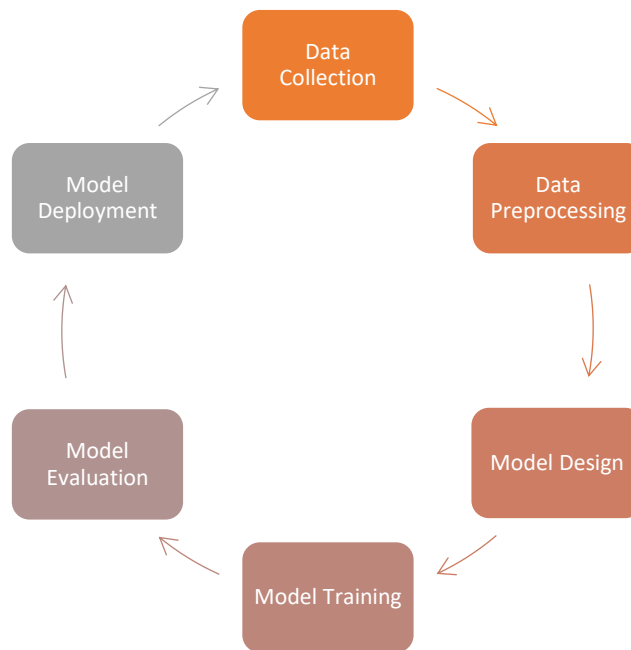 Data
Collection
Data
Preprocessing
Model Design
Model Training
Model
Evaluation
Model
Deployment